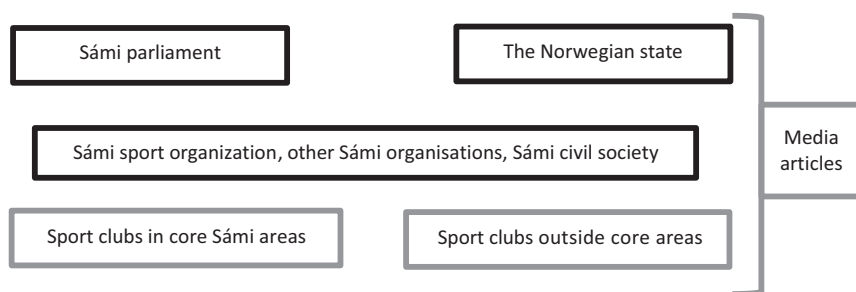 Sámi parliament
The Norwegian state
Sámi sport organization, other Sámi organisations, Sámi civil society
Media
articles
Sport clubs in core Sámi areas
Sport clubs outside core areas